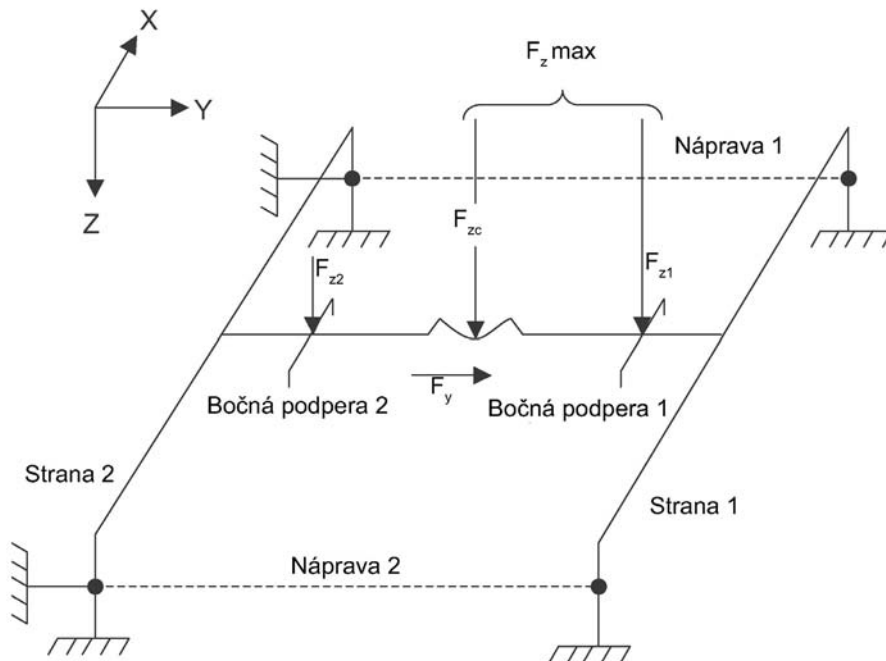 X
Y
Z
F_z max
Náprava 1
F_zc
F_z2
F_z1
F_y
Bočná podpera 2
Bočná podpera 1
Strana 2
Strana 1
Náprava 2